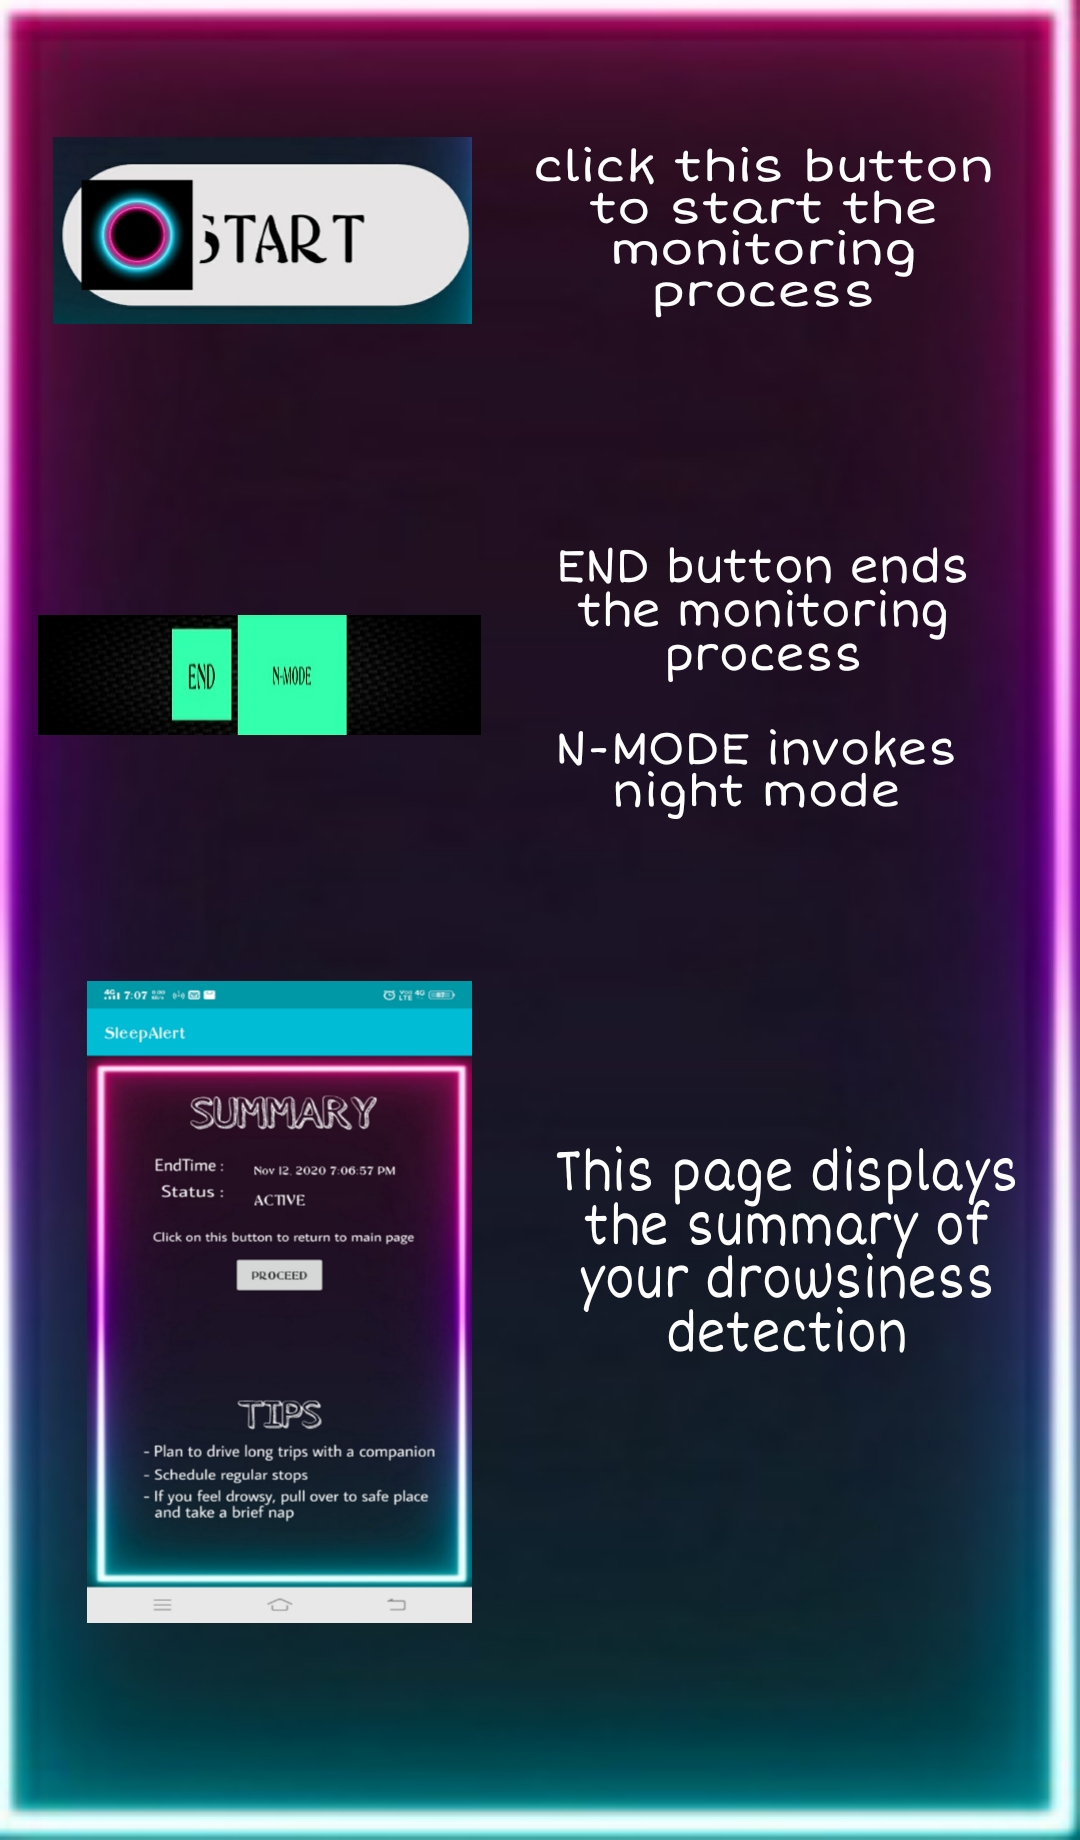 START
click this button
to start the
monitoring
process
END
N-MODE
END button ends
the monitoring
process
N-MODE invokes
night mode
7:07
SleepAlert
SUMMARY
EndTime : Nov 12, 2020 7:06:57 PM
Status : ACTIVE
Click on this button to return to main page
PROCEED
TIPS
- Plan to drive long trips with a companion
- Schedule regular stops
- If you feel drowsy, pull over to safe place
and take a brief nap
This page displays
the summary of
your drowsiness
detection